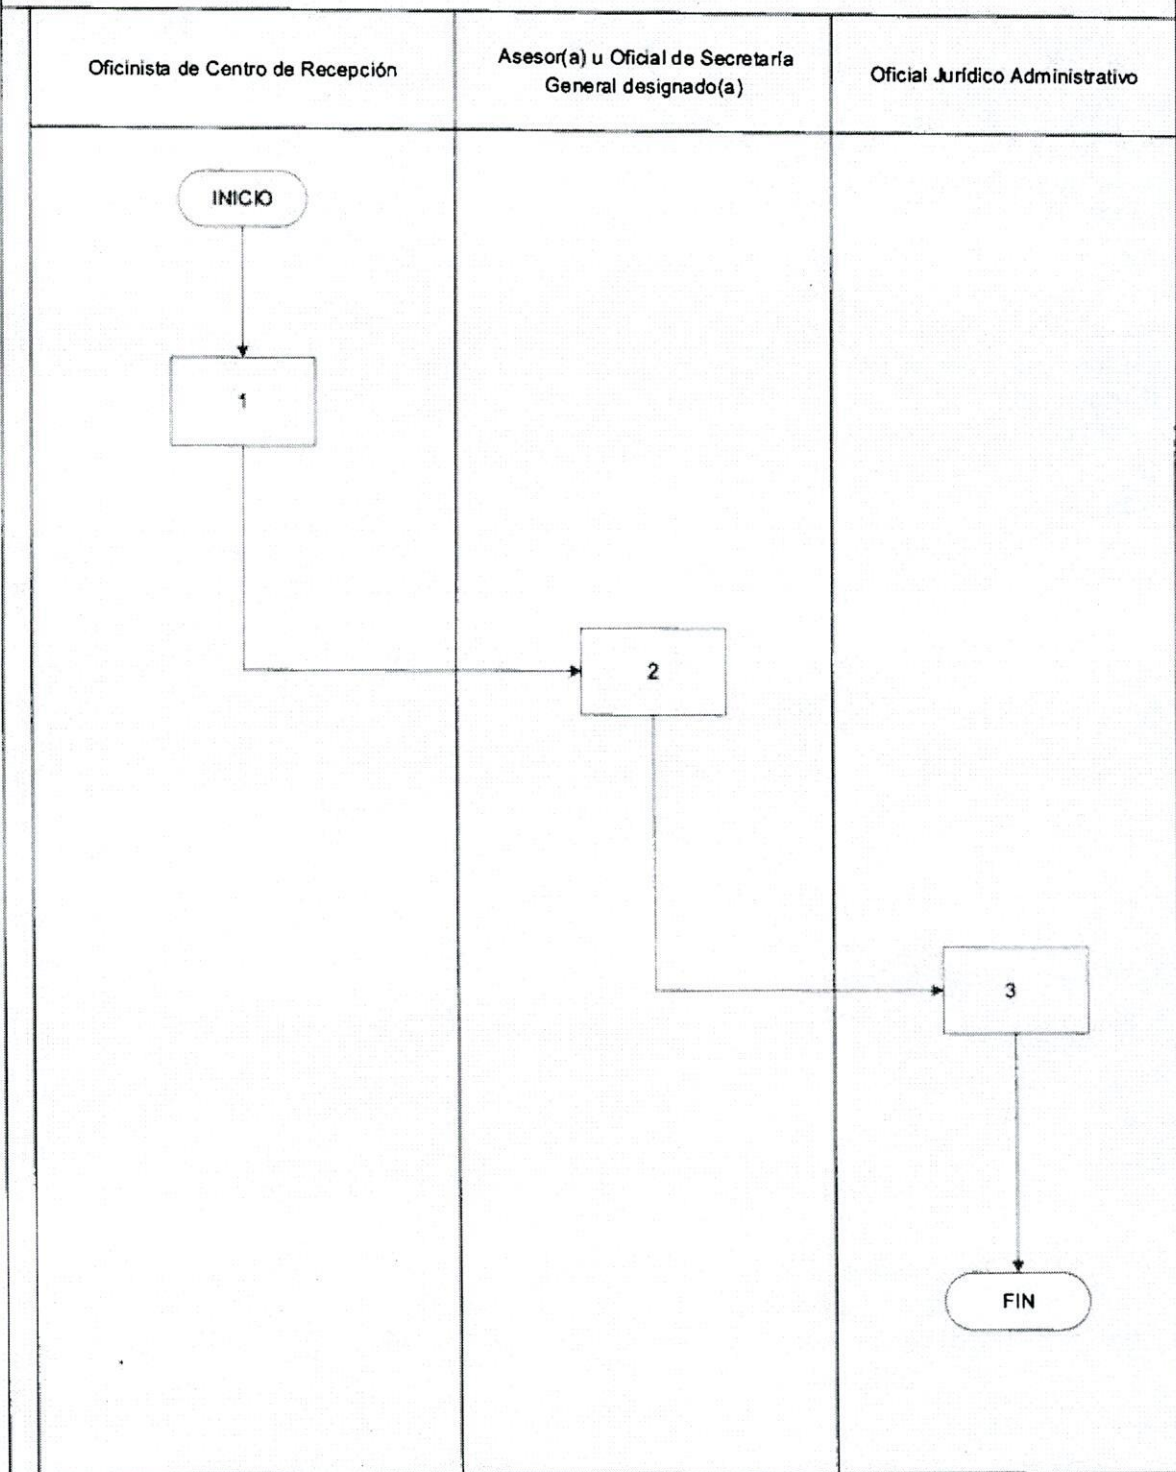 Oficinista de Centro de Recepción
Asesor(a) u Oficial de Secretaría
General designado(a)
Oficial Jurídico Administrativo
INICIO
1
2
3
FIN